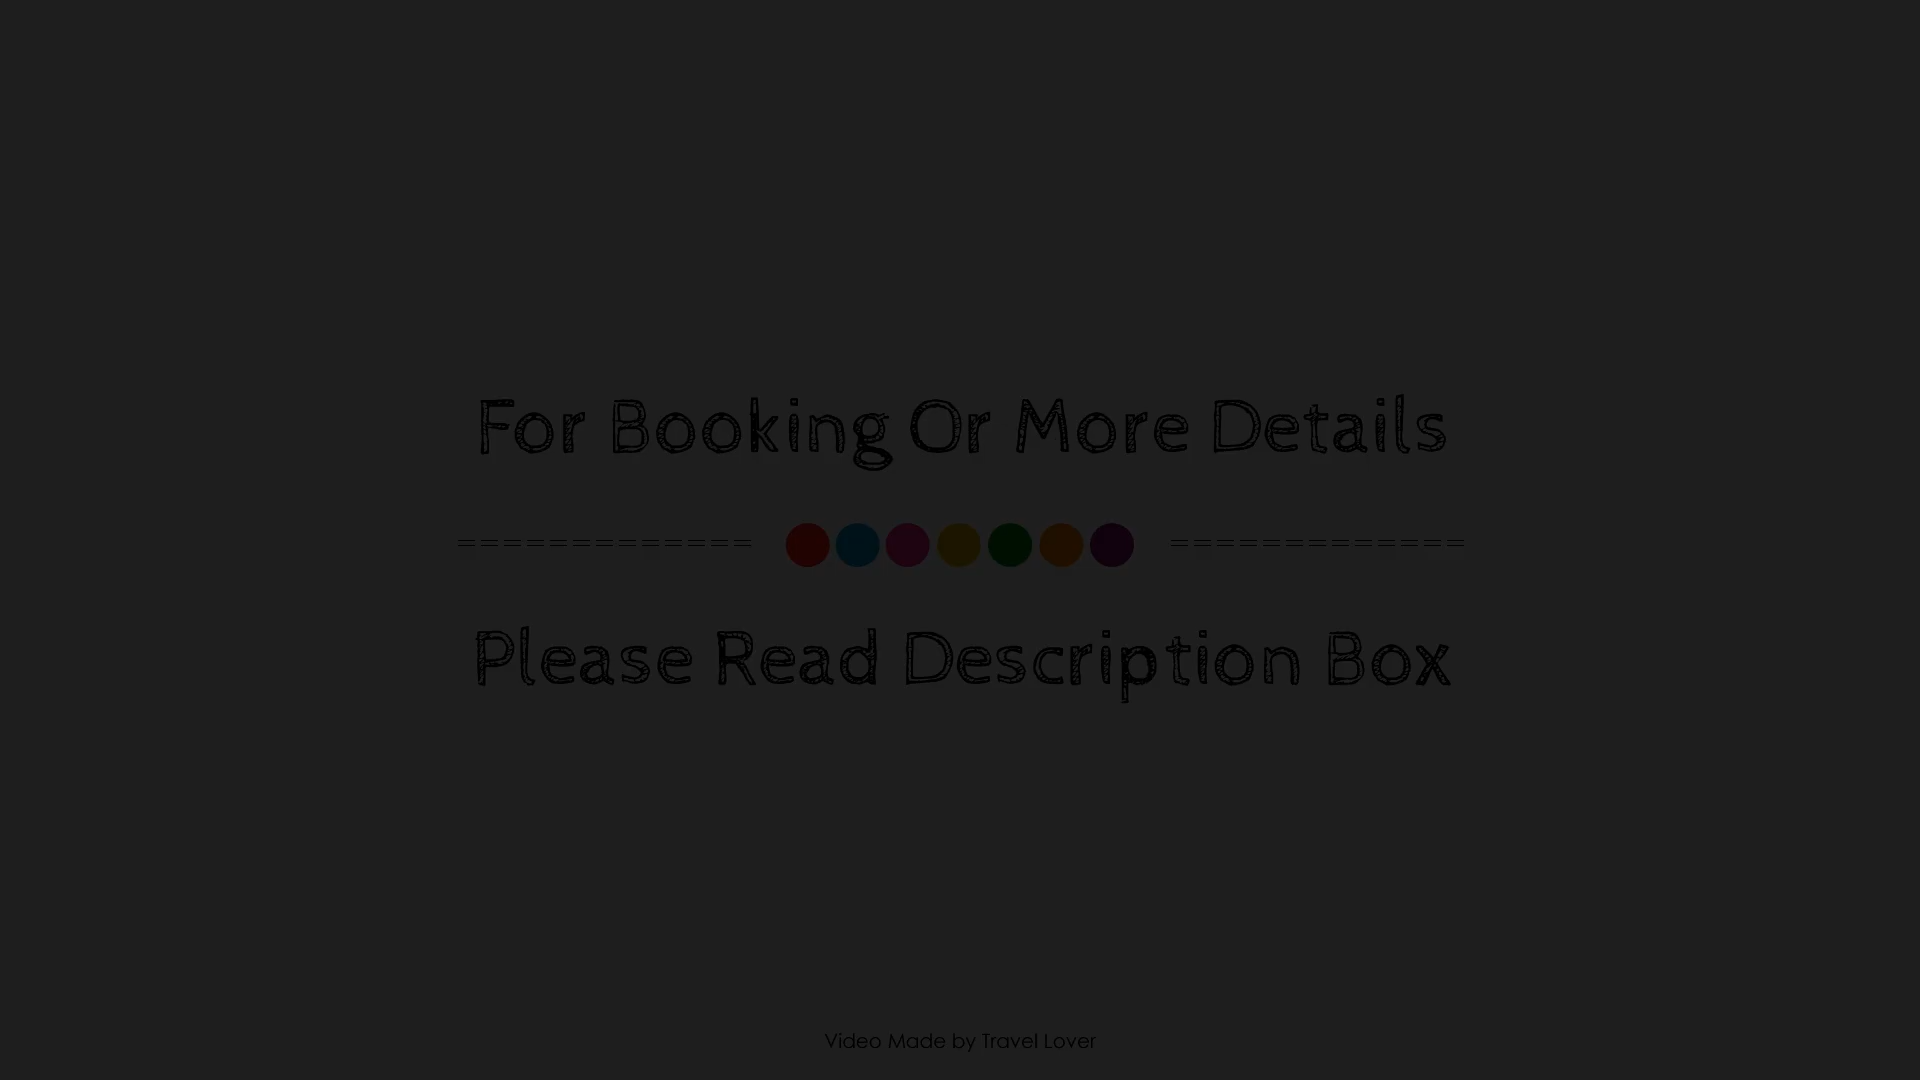 For Booking Or More Details
============= =============
Please Read Description Box
Video Made by Travel Lover